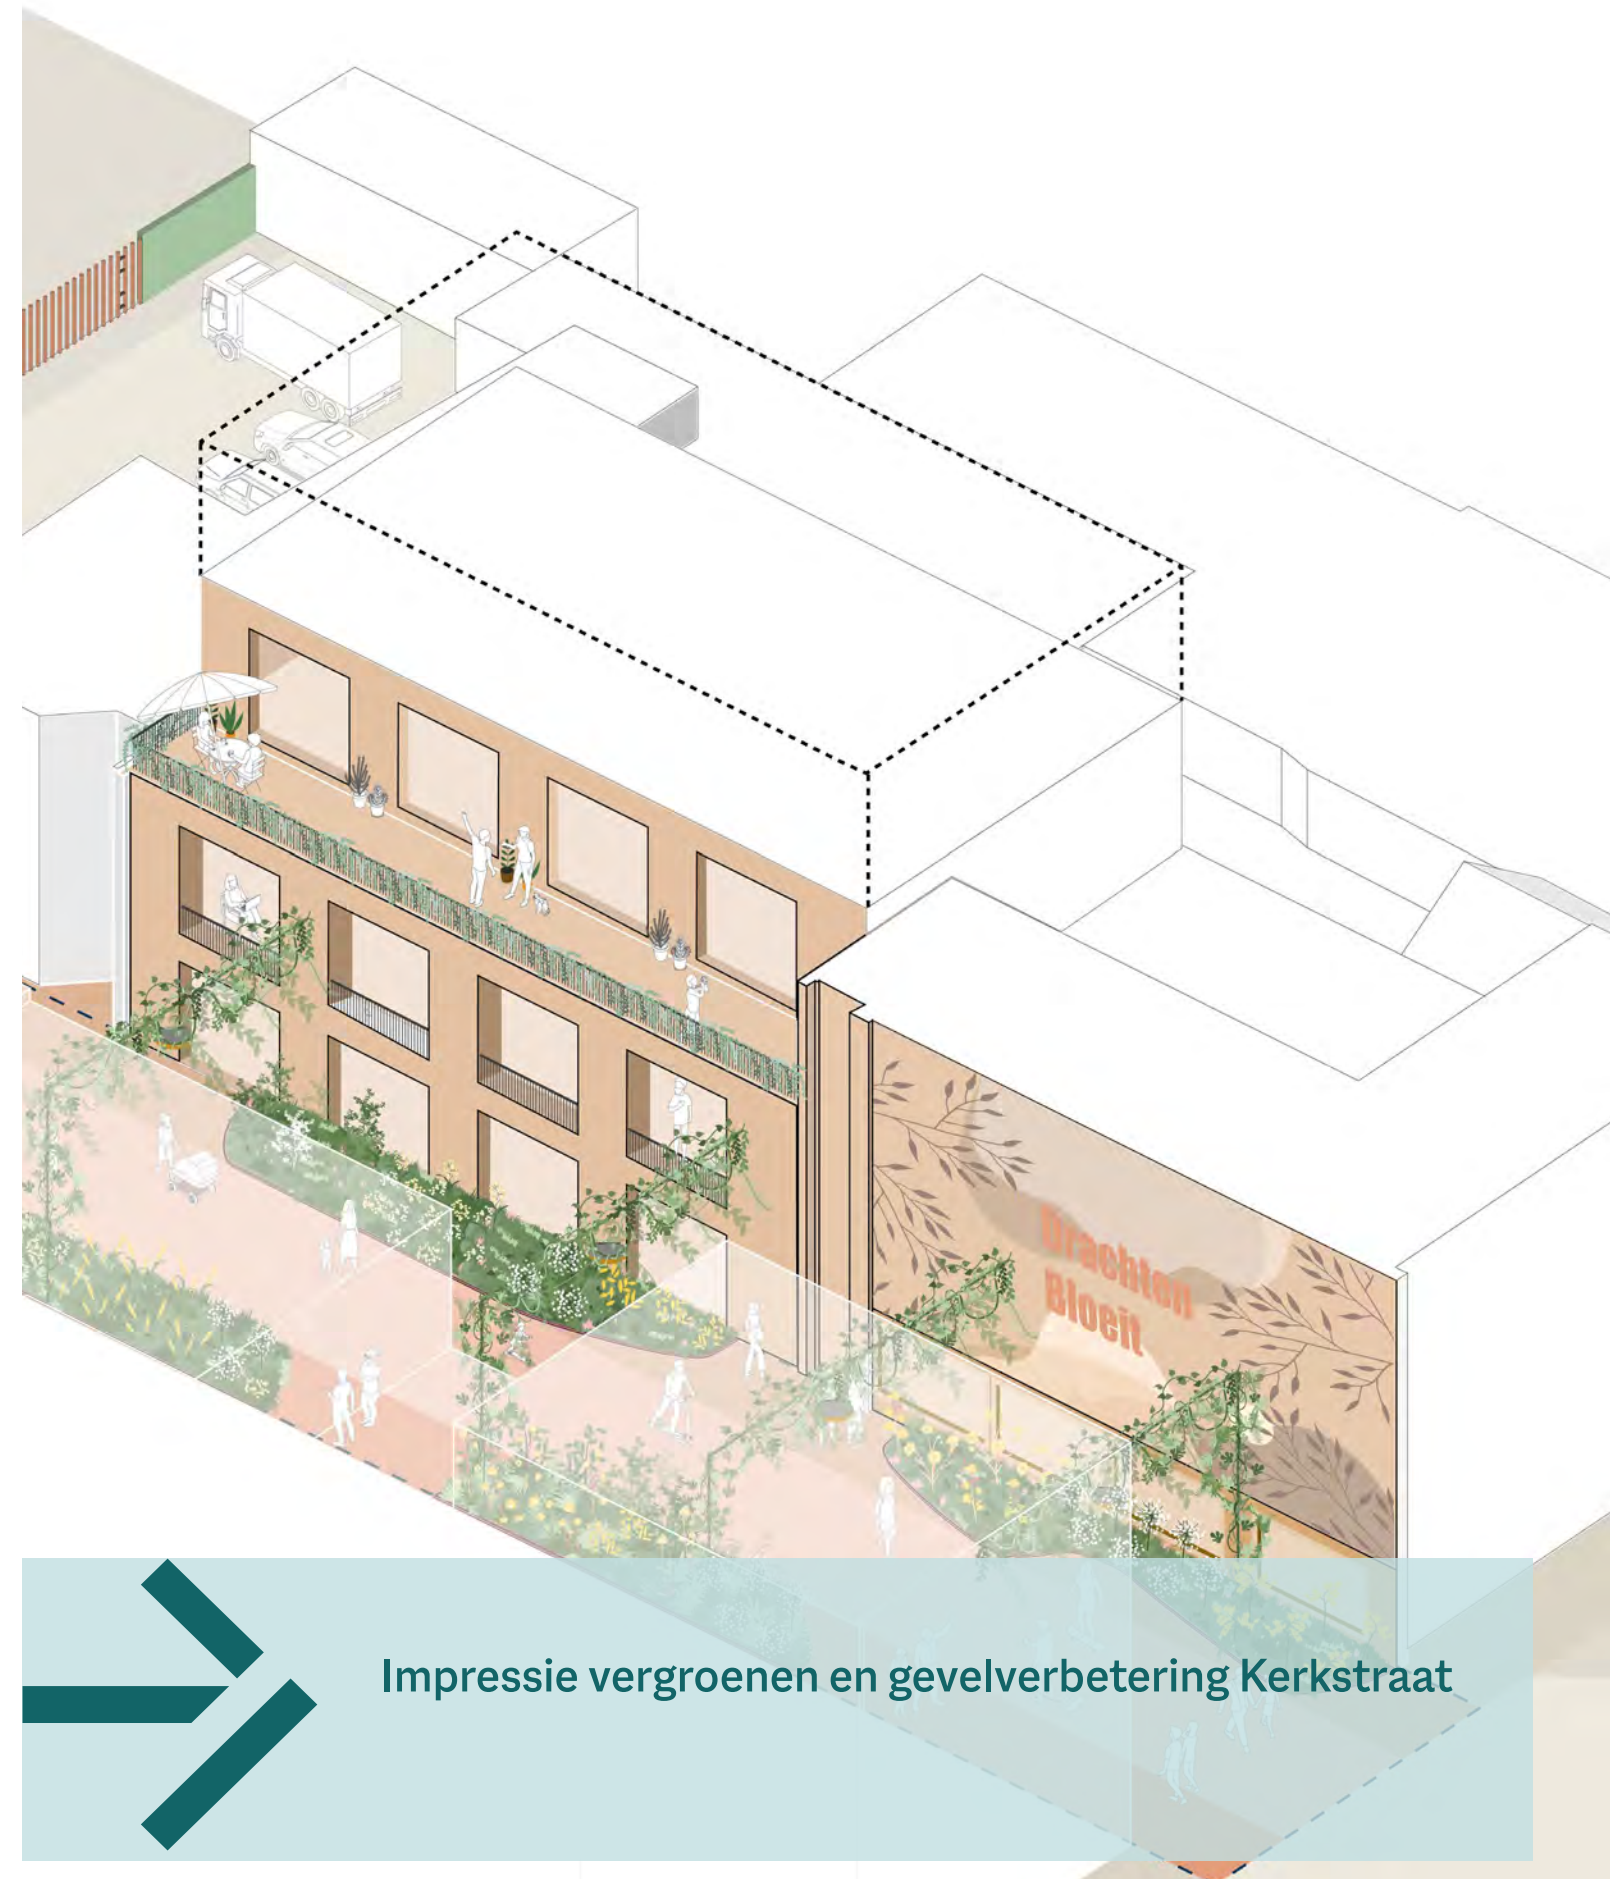 Drachten
Bloeit
Impressie vergroenen en gevelverbetering Kerkstraat